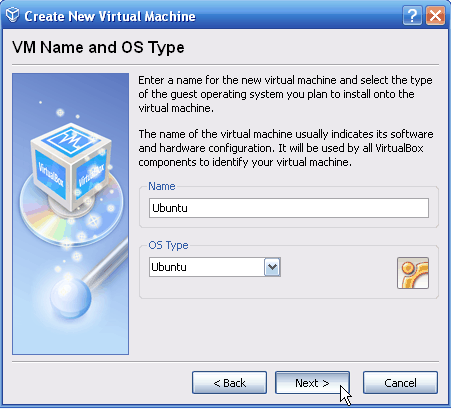 Create New Virtual Machine
VM Name and OS Type
Enter a name for the new virtual machine and select the type
of the guest operating system you plan to install onto the
virtual machine.
The name of the virtual machine usually indicates its software
and hardware configuration. It will be used by all VirtualBox
components to identify your virtual machine.
VirtualBox
VirtualBox
Name
Ubuntu
OS Type
Ubuntu
< Back
Next >
Cancel